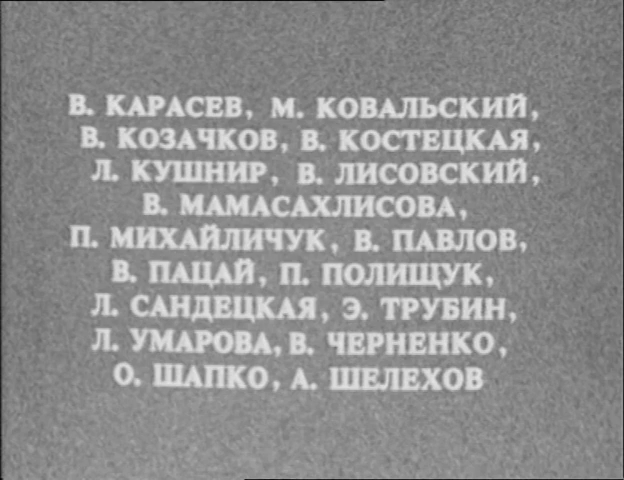 В. КАРАСЕВ, М. КОВАЛЬСКИЙ,
В. КОЗАЧКОВ, В. КОСТЕЦКАЯ,
Л. КУШНИР, В. ЛИСОВСКИЙ,
В. МАМАСАХЛИСОВА,
П. МИХАЙЛИЧУК, В. ПАВЛОВ,
В. ПАЦАЙ, П. ПОЛИЩУК,
Л. САНДЕЦКАЯ, Э. ТРУБИН,
Л. УМАРОВА, В. ЧЕРНЕНКО,
О. ШАПКО, А. ШЕЛЕХОВ